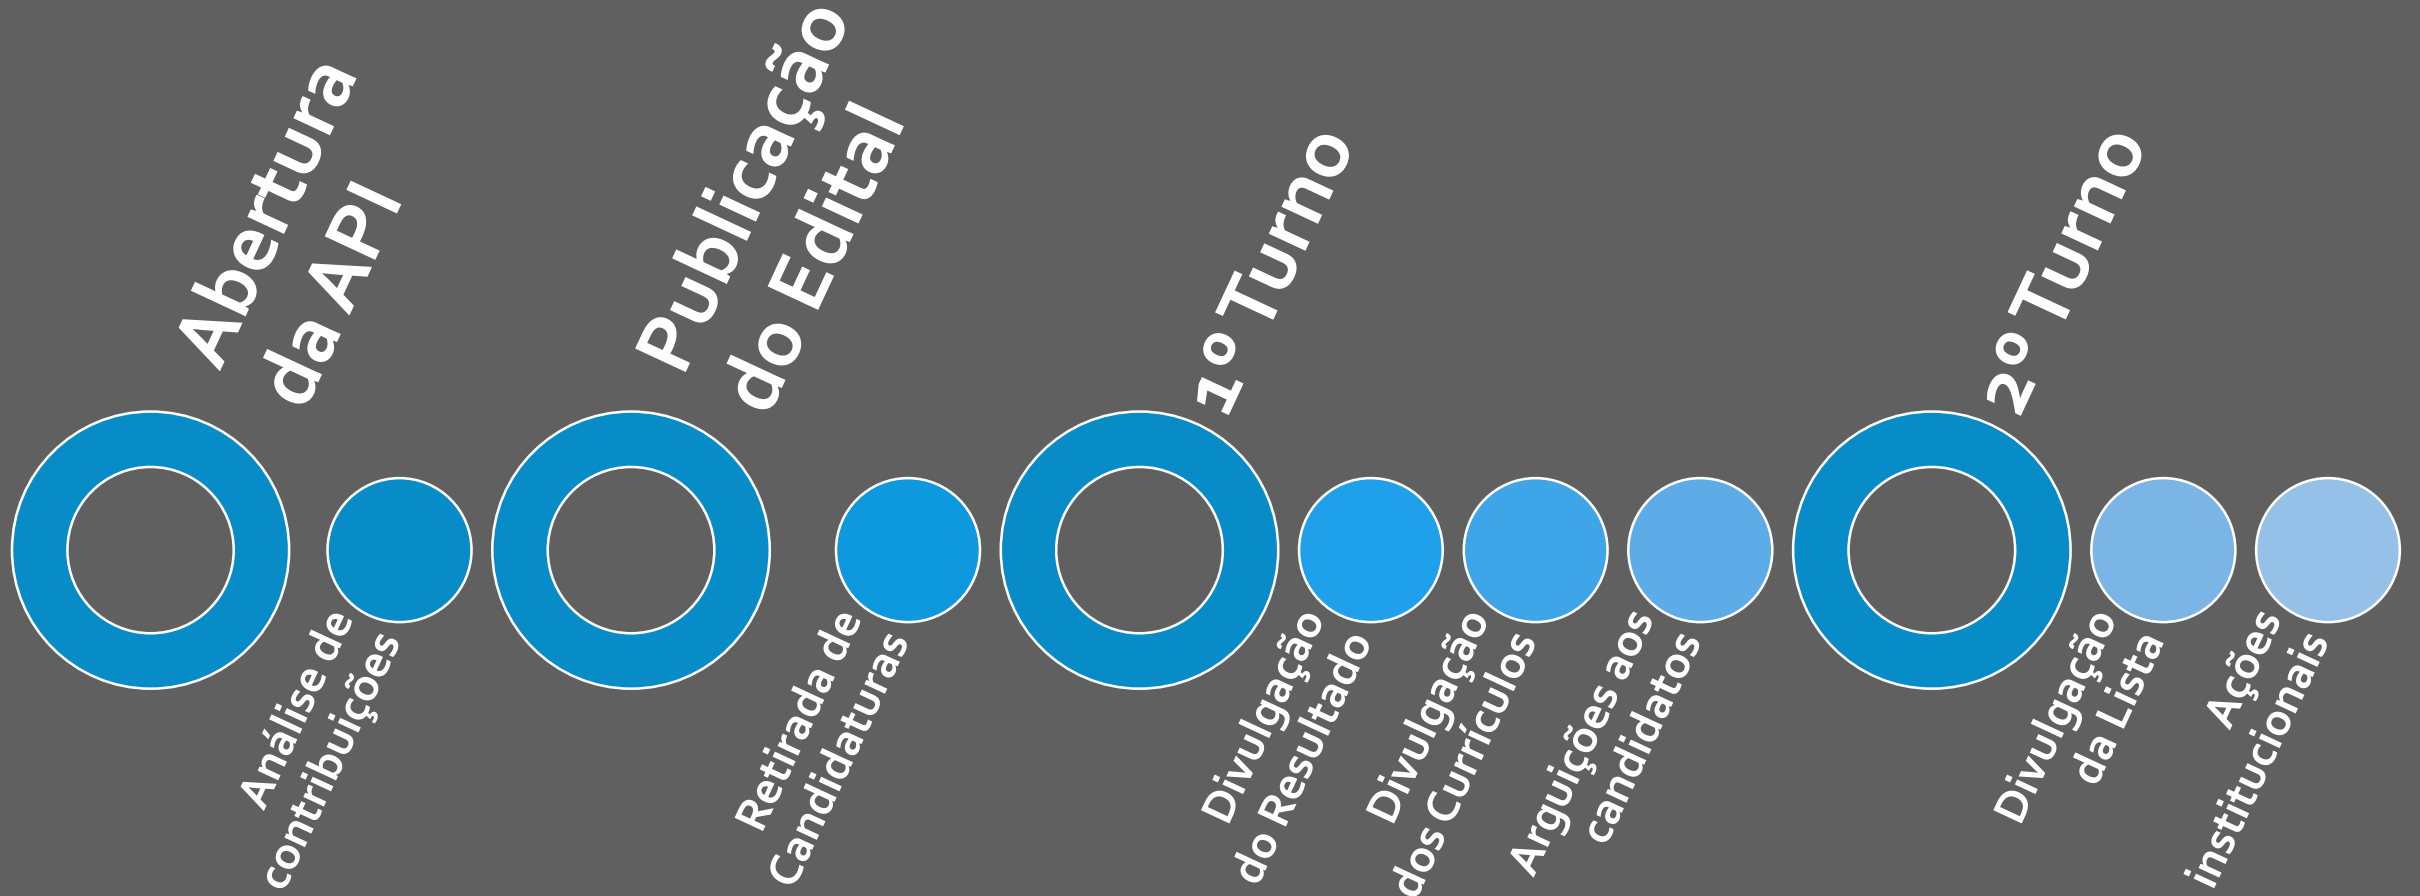 Abertura
da API
Análise de
contribuições
Publicação
do Edital
Retirada de
Candidaturas
1º Turno
Divulgação
do Resultado
Divulgação
dos Currículos
Arguições aos
candidatos
2º Turno
Divulgação
da Lista
Ações
institucionais